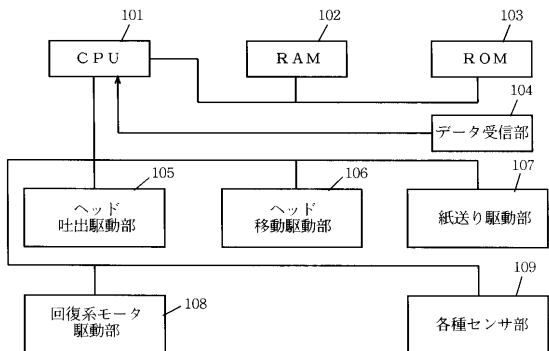 101
102
103
CPU
RAM
ROM
104
データ受信部
105
106
107
ヘッド
吐出駆動部
ヘッド
移動駆動部
紙送り駆動部
108
109
回復系モータ
駆動部
各種センサ部